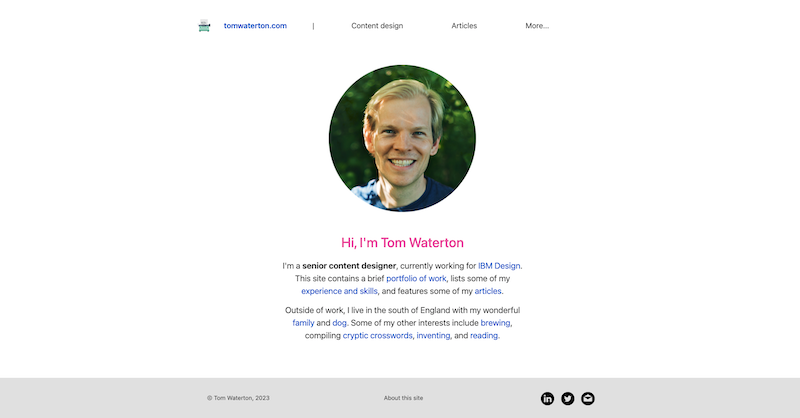 tomwaterton.com | Content design Articles More...
Hi, I'm Tom Waterton
I'm a senior content designer, currently working for IBM Design.
This site contains a brief portfolio of work, lists some of my
experience and skills, and features some of my articles.
Outside of work, I live in the south of England with my wonderful
family and dog. Some of my other interests include brewing,
compiling cryptic crosswords, inventing, and reading.
© Tom Waterton, 2023 About this site in